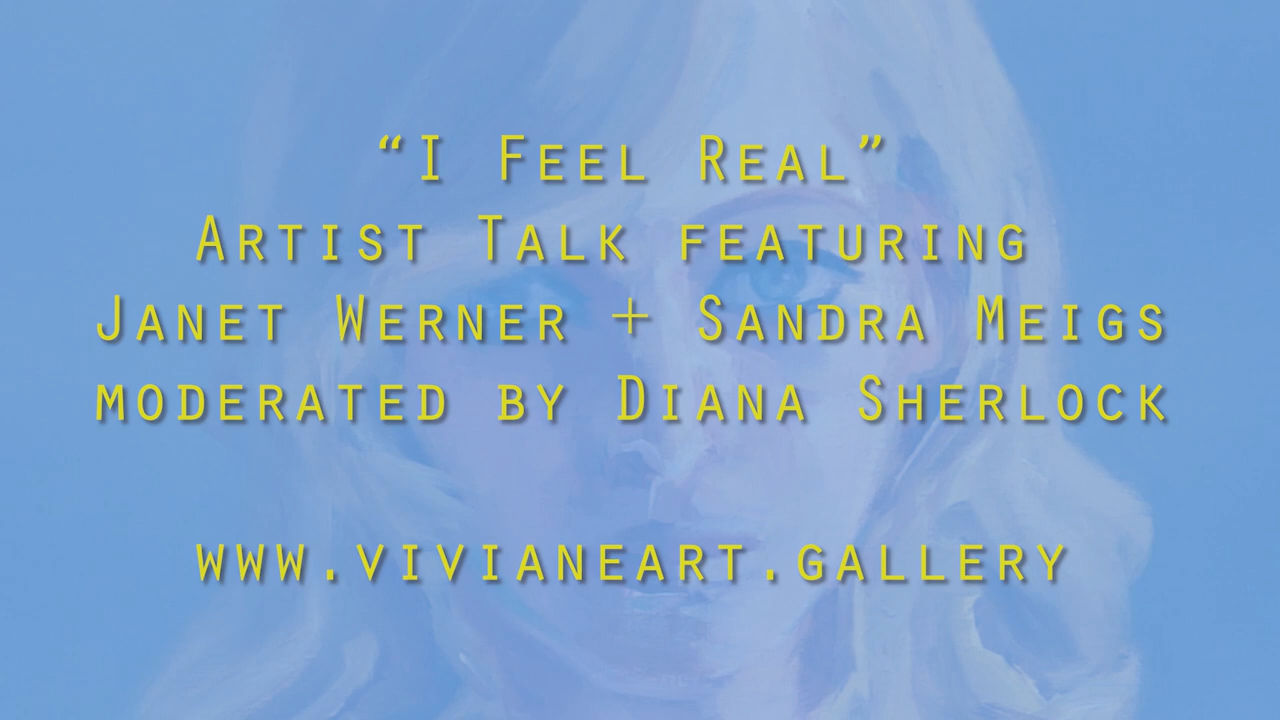 “I Feel Real”
Artist Talk featuring
Janet Werner + Sandra Meigs
moderated by Diana Sherlock
www.vivianeart.gallery